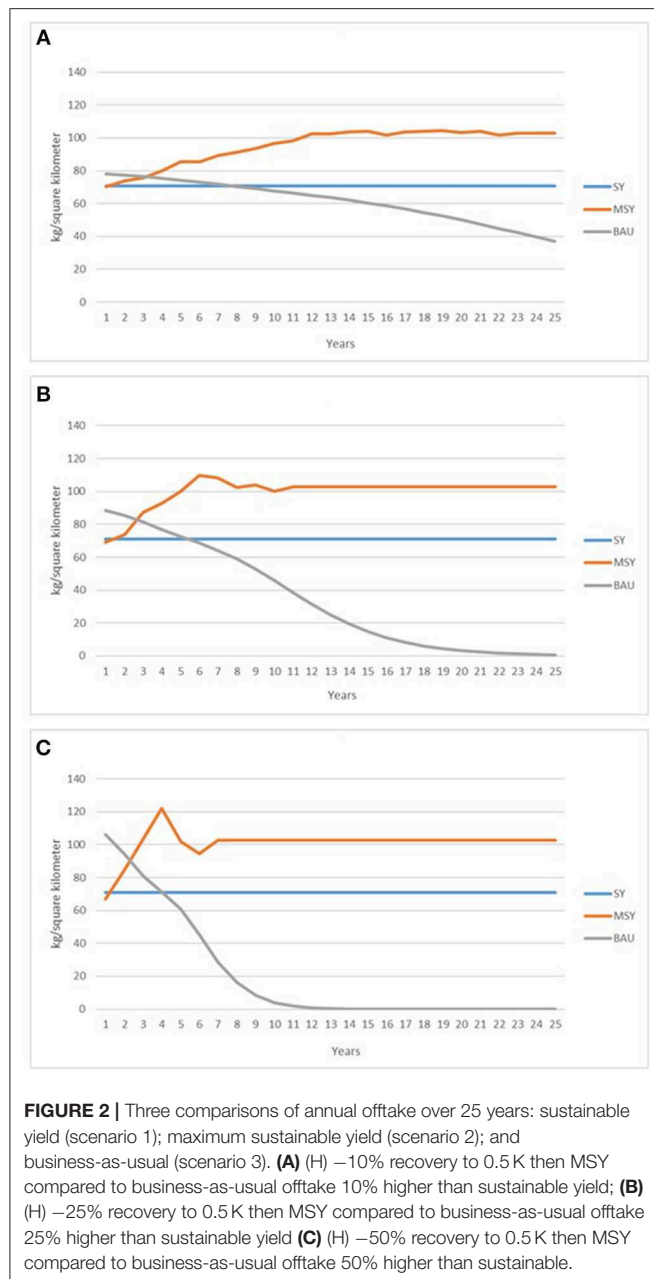 A
140
120
100
80
60
40
20
0
kg/square kilometer
1 2 3 4 5 6 7 8 9 10 11 12 13 14 15 16 17 18 19 20 21 22 23 24 25
Years
SY
MSY
BAU
B
140
120
100
80
60
40
20
0
kg/square kilometer
1 2 3 4 5 6 7 8 9 10 11 12 13 14 15 16 17 18 19 20 21 22 23 24 25
Years
SY
MSY
BAU
C
140
120
100
80
60
40
20
0
kg/square kilometer
1 2 3 4 5 6 7 8 9 10 11 12 13 14 15 16 17 18 19 20 21 22 23 24 25
Years
SY
MSY
BAU
FIGURE 2 | Three comparisons of annual offtake over 25 years: sustainable
yield (scenario 1); maximum sustainable yield (scenario 2); and
business-as-usual (scenario 3). (A) (H) −10% recovery to 0.5 K then MSY
compared to business-as-usual offtake 10% higher than sustainable yield; (B)
(H) −25% recovery to 0.5 K then MSY compared to business-as-usual offtake
25% higher than sustainable yield (C) (H) −50% recovery to 0.5 K then MSY
compared to business-as-usual offtake 50% higher than sustainable.